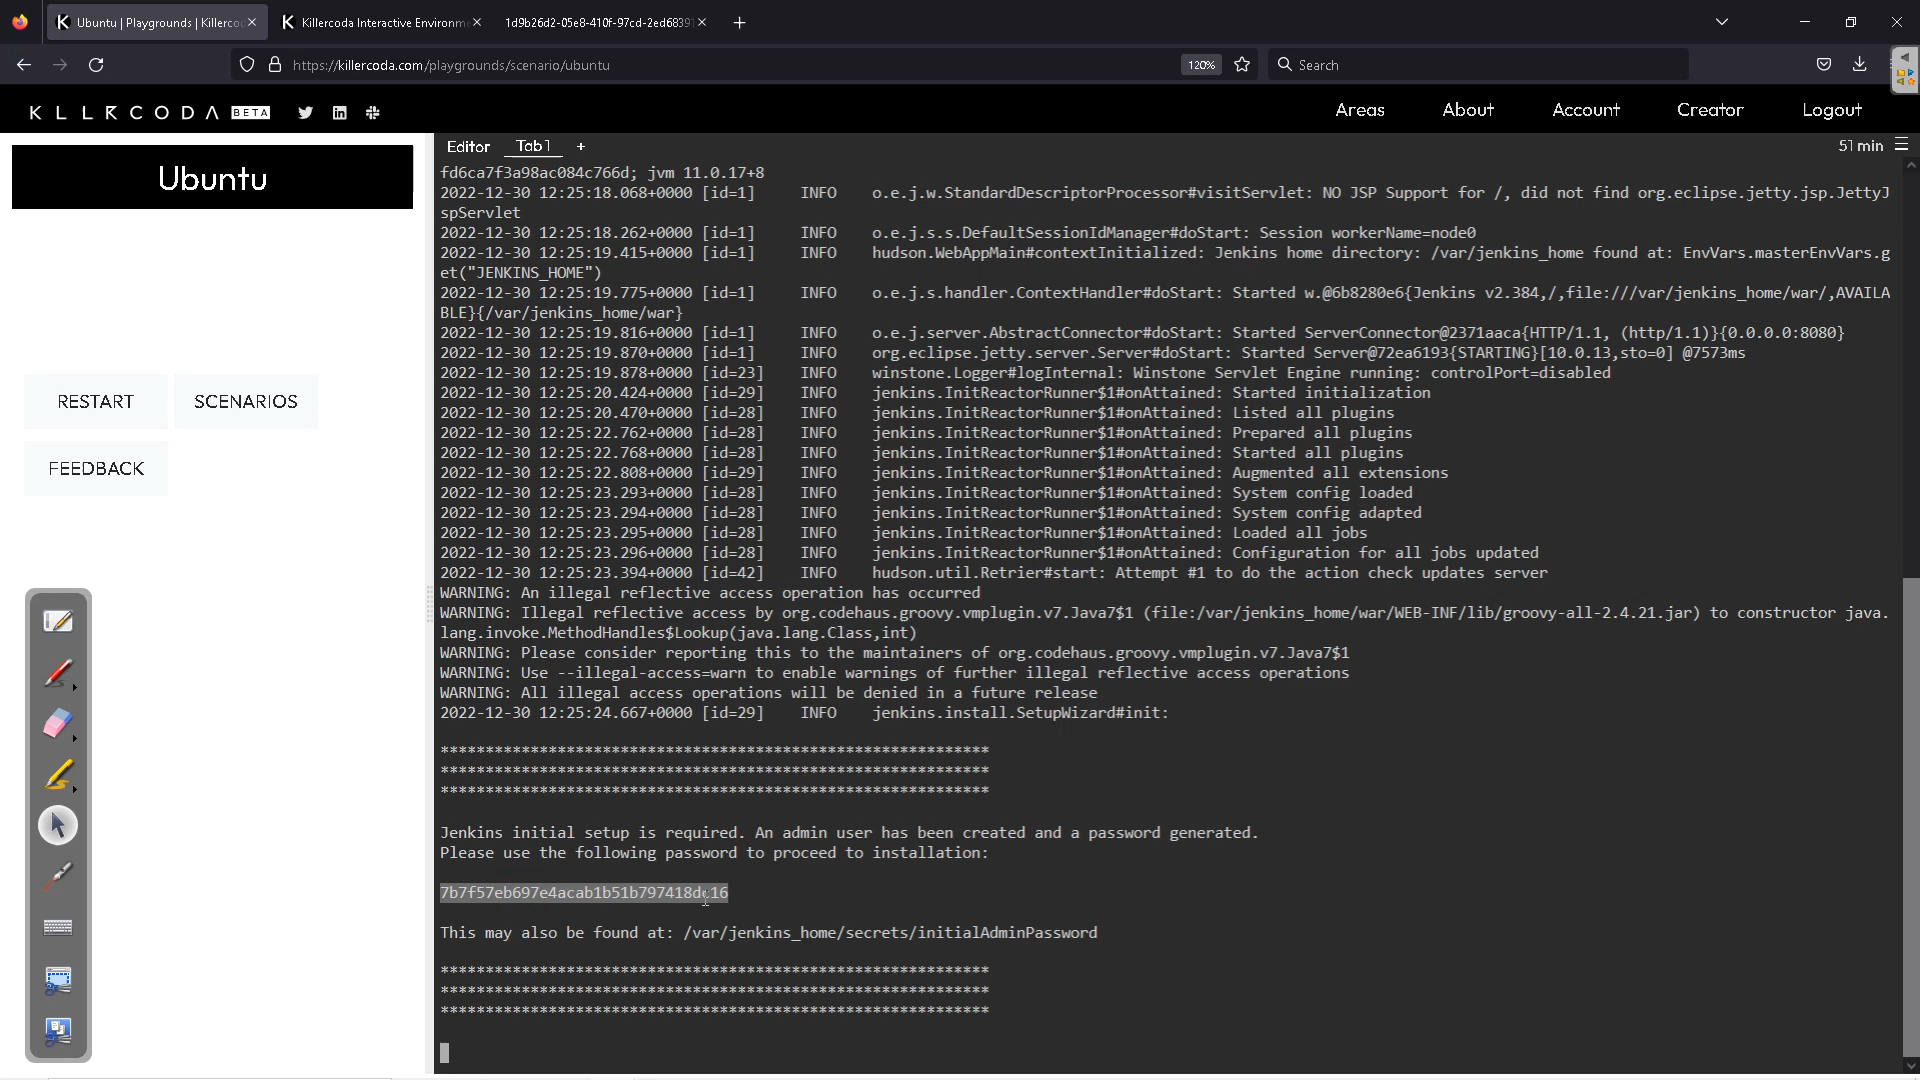 Ubuntu | Playgrounds | Killerco
Killercoda Interactive Environm
1d9b26d2-05e8-410f-97cd-2ed68391
https://killercoda.com/playgrounds/scenario/ubuntu
120%
Search
KLLRCODA BETA
Areas
About
Account
Creator
Logout
Ubuntu
Editor
Tab 1
+
51 min
RESTART
SCENARIOS
FEEDBACK
fd6ca7f3a98ac084c766d; jvm 11.0.17+8
2022-12-30 12:25:18.068+0000 [id=1] INFO o.e.j.w.StandardDescriptorProcessor#visitServlet: NO JSP Support for /, did not find org.eclipse.jetty.jsp.JettyJ
spServlet
2022-12-30 12:25:18.262+0000 [id=1] INFO o.e.j.s.s.DefaultSessionIdManager#doStart: Session workerName=node0
2022-12-30 12:25:19.415+0000 [id=1] INFO hudson.WebAppMain#contextInitialized: Jenkins home directory: /var/jenkins_home found at: EnvVars.masterEnvVars.g
et("JENKINS_HOME")
2022-12-30 12:25:19.775+0000 [id=1] INFO o.e.j.s.handler.ContextHandler#doStart: Started w.@6b8280e6{Jenkins v2.384,/,file:///var/jenkins_home/war/,AVAILA
BLE}{/var/jenkins_home/war}
2022-12-30 12:25:19.816+0000 [id=1] INFO o.e.j.server.AbstractConnector#doStart: Started ServerConnector@2371aaca{HTTP/1.1, (http/1.1)}{0.0.0.0:8080}
2022-12-30 12:25:19.870+0000 [id=1] INFO org.eclipse.jetty.server.Server#doStart: Started Server@72ea6193{STARTING}[10.0.13,sto=0] @7573ms
2022-12-30 12:25:19.878+0000 [id=23] INFO winstone.Logger#logInternal: Winstone Servlet Engine running: controlPort=disabled
2022-12-30 12:25:20.424+0000 [id=29] INFO jenkins.InitReactorRunner$1#onAttained: Started initialization
2022-12-30 12:25:20.470+0000 [id=28] INFO jenkins.InitReactorRunner$1#onAttained: Listed all plugins
2022-12-30 12:25:22.762+0000 [id=28] INFO jenkins.InitReactorRunner$1#onAttained: Prepared all plugins
2022-12-30 12:25:22.768+0000 [id=28] INFO jenkins.InitReactorRunner$1#onAttained: Started all plugins
2022-12-30 12:25:22.808+0000 [id=29] INFO jenkins.InitReactorRunner$1#onAttained: Augmented all extensions
2022-12-30 12:25:23.293+0000 [id=28] INFO jenkins.InitReactorRunner$1#onAttained: System config loaded
2022-12-30 12:25:23.294+0000 [id=28] INFO jenkins.InitReactorRunner$1#onAttained: System config adapted
2022-12-30 12:25:23.295+0000 [id=28] INFO jenkins.InitReactorRunner$1#onAttained: Loaded all jobs
2022-12-30 12:25:23.296+0000 [id=28] INFO jenkins.InitReactorRunner$1#onAttained: Configuration for all jobs updated
2022-12-30 12:25:23.394+0000 [id=42] INFO hudson.util.Retrier#start: Attempt #1 to do the action check updates server
WARNING: An illegal reflective access operation has occurred
WARNING: Illegal reflective access by org.codehaus.groovy.vmplugin.v7.Java7$1 (file:/var/jenkins_home/war/WEB-INF/lib/groovy-all-2.4.21.jar) to constructor java.
lang.invoke.MethodHandles$Lookup(java.lang.Class,int)
WARNING: Please consider reporting this to the maintainers of org.codehaus.groovy.vmplugin.v7.Java7$1
WARNING: Use --illegal-access=warn to enable warnings of further illegal reflective access operations
WARNING: All illegal access operations will be denied in a future release
2022-12-30 12:25:24.667+0000 [id=29] INFO jenkins.install.SetupWizard#init:
*************************************************************
*************************************************************
*************************************************************
Jenkins initial setup is required. An admin user has been created and a password generated.
Please use the following password to proceed to installation:
7b7f57eb697e4acab1b51b797418dc16
This may also be found at: /var/jenkins_home/secrets/initialAdminPassword
*************************************************************
*************************************************************
*************************************************************